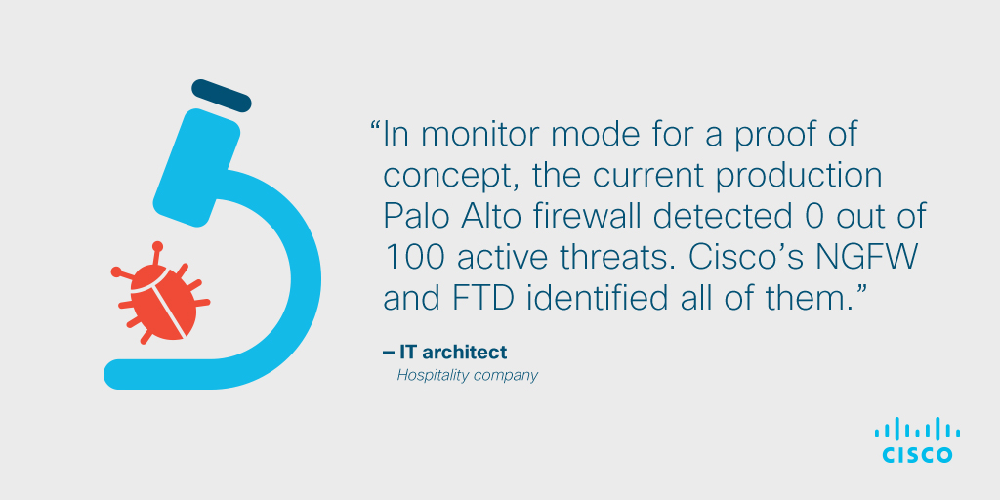 “In monitor mode for a proof of
concept, the current production
Palo Alto firewall detected 0 out of
100 active threats. Cisco’s NGFW
and FTD identified all of them.”
– IT architect
Hospitality company
CISCO